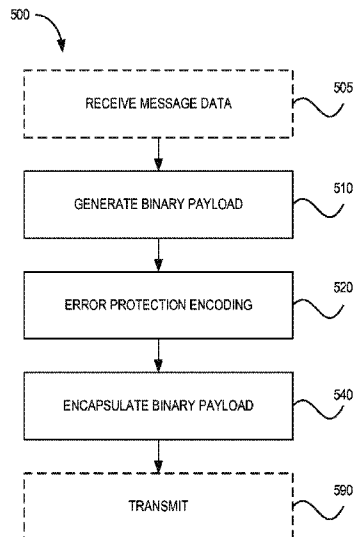 500
RECEIVE MESSAGE DATA
505
GENERATE BINARY PAYLOAD
510
ERROR PROTECTION ENCODING
520
ENCAPSULATE BINARY PAYLOAD
540
TRANSMIT
590